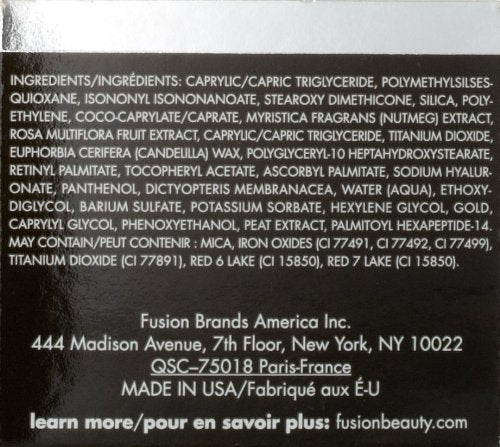 INGREDIENTS/INGRÉDIENTS: CAPRYLIC/CAPRIC TRIGLYCERIDE, POLYMETHYLSILSES-
QUIOXANE, ISONONYL ISONONANOATE, STEAROXY DIMETHICONE, SILICA, POLY-
ETHYLENE, COCO-CAPRYLATE/CAPRATE, MYRISTICA FRAGRANS (NUTMEG) EXTRACT,
ROSA MULTIFLORA FRUIT EXTRACT, CAPRYLIC/CAPRIC TRIGLYCERIDE, TITANIUM DIOXIDE,
EUPHORBIA CERIFERA (CANDELILLA) WAX, POLYGLYCERYL-10 HEPTAHYDROXYSTEARATE,
RETINYL PALMITATE, TOCOPHERYL ACETATE, ASCORBYL PALMITATE, SODIUM HYALUR-
ONATE, PANTHENOL, DICTYOPTERIS MEMBRANACEA, WATER (AQUA), ETHOXY-
DIGLYCOL, BARIUM SULFATE, POTASSIUM SORBATE, HEXYLENE GLYCOL, GOLD,
CAPRYLYL GLYCOL, PHENOXYETHANOL, PEAT EXTRACT, PALMITOYL HEXAPEPTIDE-14.
MAY CONTAIN/PEUT CONTENIR : MICA, IRON OXIDES (CI 77491, CI 77492, CI 77499),
TITANIUM DIOXIDE (CI 77891), RED 6 LAKE (CI 15850), RED 7 LAKE (CI 15850).
Fusion Brands America Inc.
444 Madison Avenue, 7th Floor, New York, NY 10022
QSC–75018 Paris-France
MADE IN USA/Fabriqué aux É-U
learn more/pour en savoir plus: fusionbeauty.com